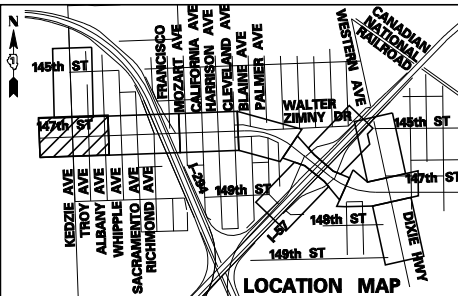 N
145th ST
147th ST
KEDZIE AVE
TROY AVE
ALBANY AVE
WHIPPLE AVE
SACRAMENTO AVE
RICHMOND AVE
FRANCISCO
MOZART AVE
CALIFORNIA AVE
HARRISON AVE
CLEVELAND AVE
BLAINE AVE
PALMER AVE
I-294
149th ST
WALTER
ZIMNY DR
WESTERN AVE
CANADIAN
NATIONAL
RAILROAD
145th ST
147th ST
I-57
148th ST
149th ST
DIXIE HWY
LOCATION MAP